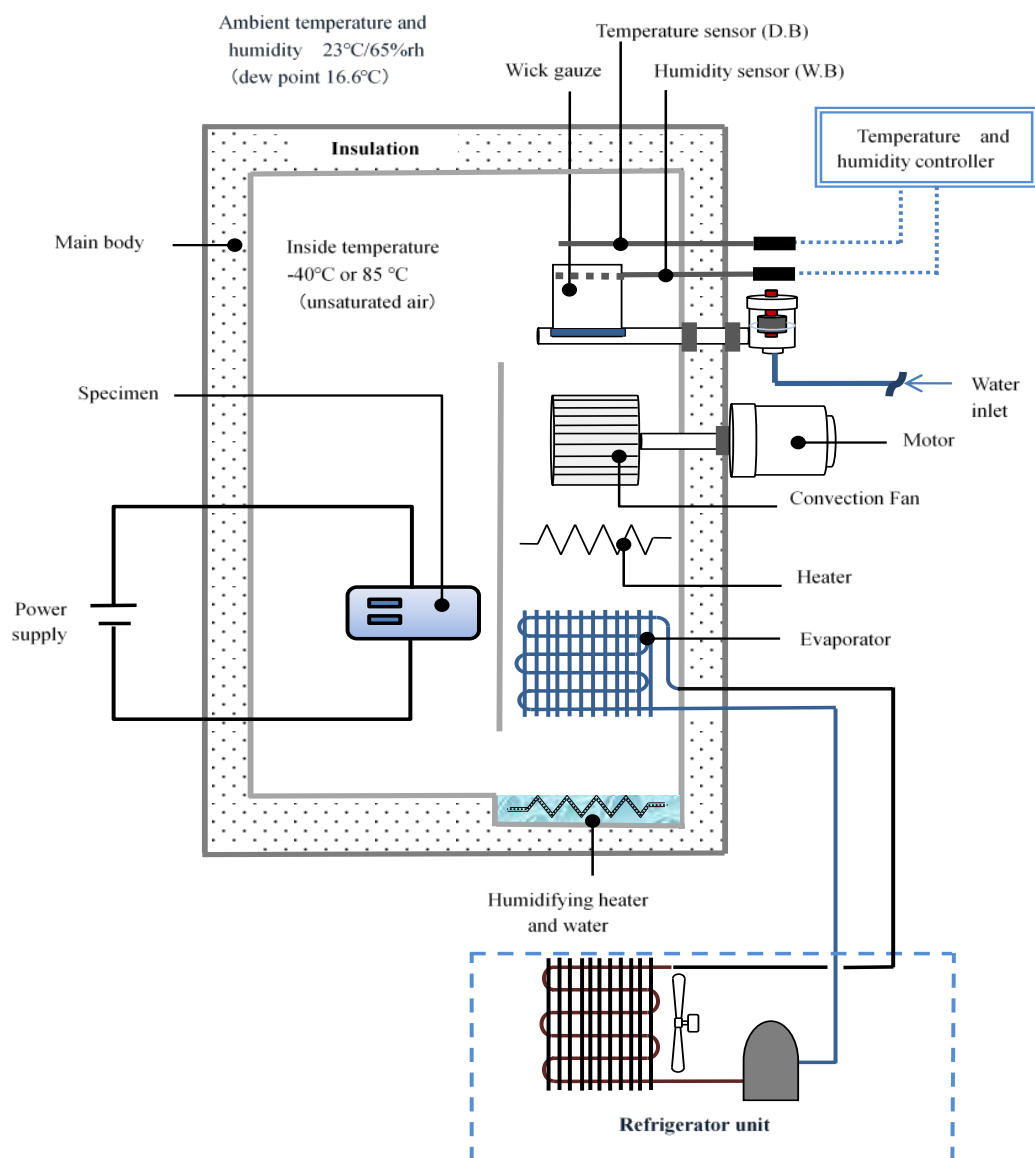 Ambient temperature and
humidity 23℃/65%rh
（dew point 16.6℃）
Temperature sensor (D.B)
Wick gauze
Humidity sensor (W.B)
Temperature and
humidity controller
Insulation
Main body
Inside temperature
-40℃ or 85 ℃
（unsaturated air）
Specimen
Water
inlet
Motor
Convection Fan
Heater
Power
supply
Evaporator
Humidifying heater
and water
Refrigerator unit